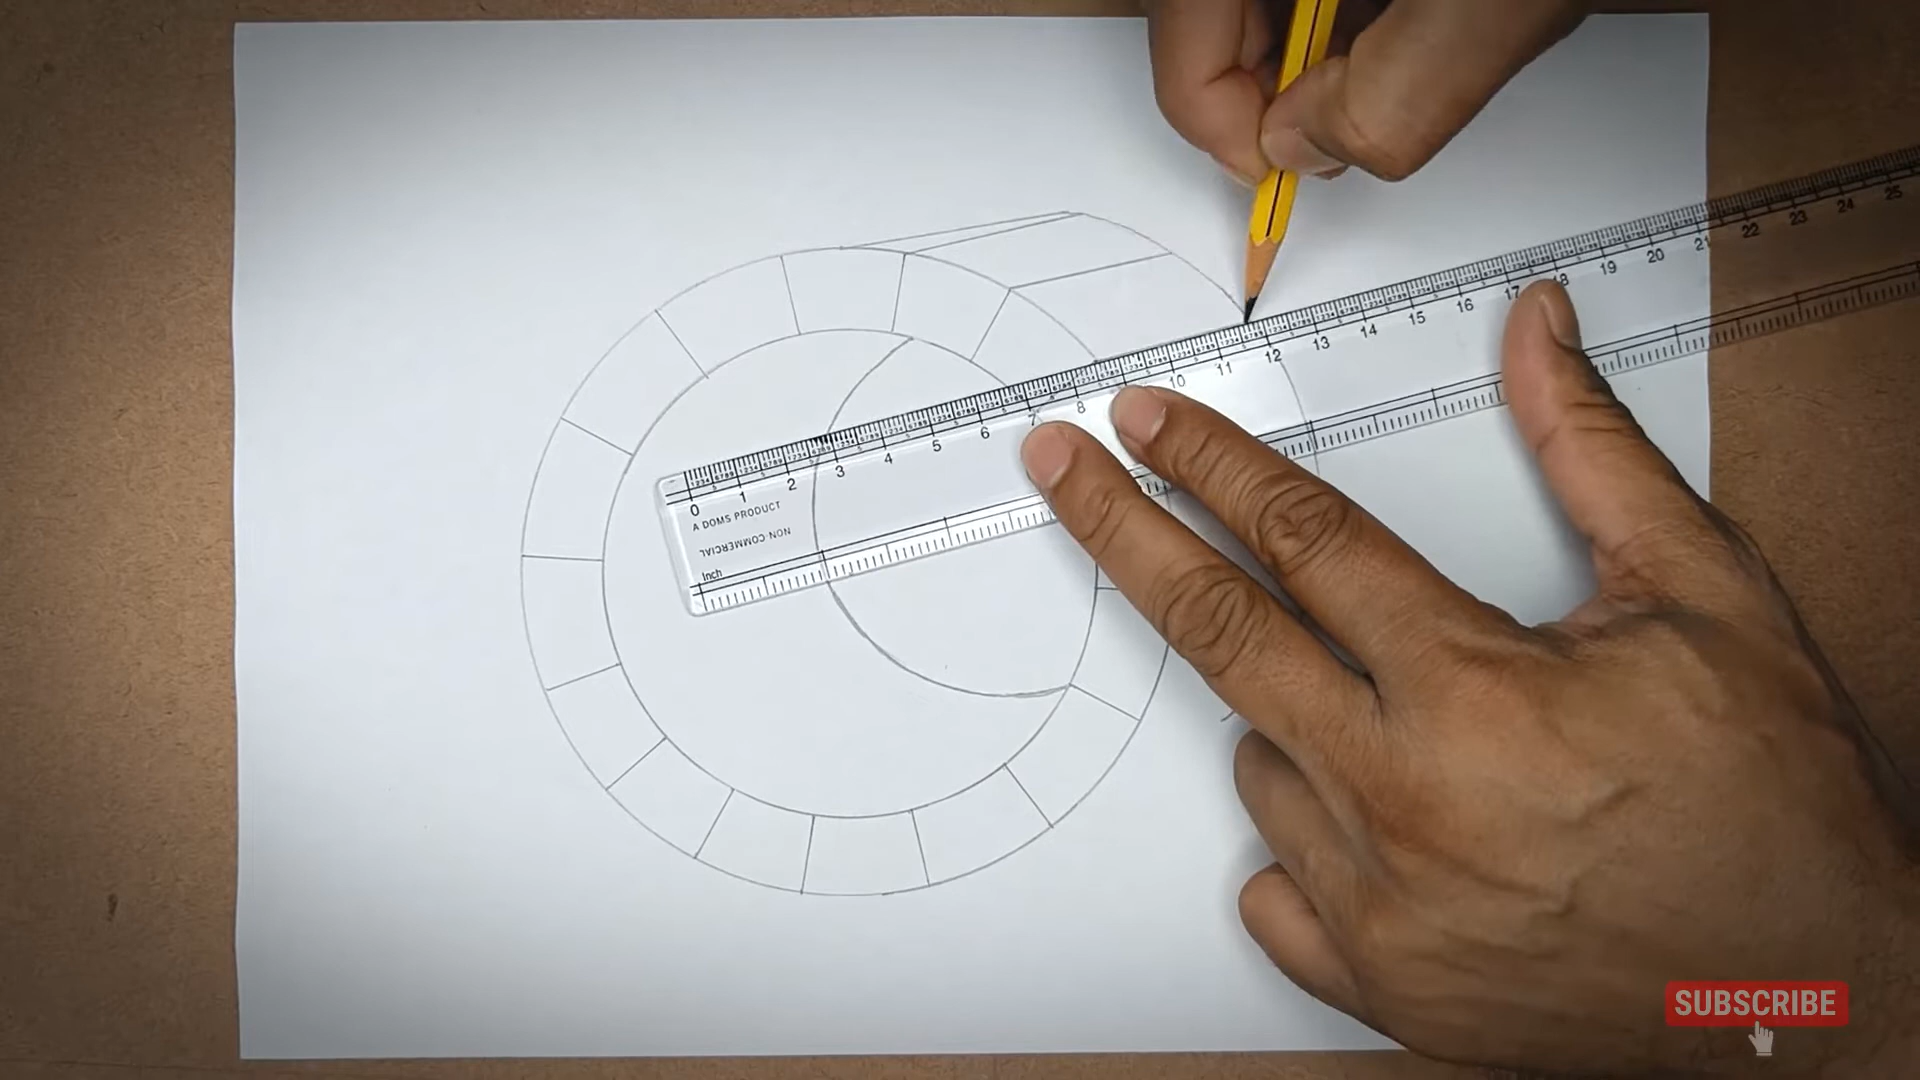 0 1 2 3 4 5 6 7 8 10 11 12 13 14 15 16 17 18 19 20 21 22 23 24 25
A DOMS PRODUCT
NON-COMMERCIAL
Inch
SUBSCRIBE